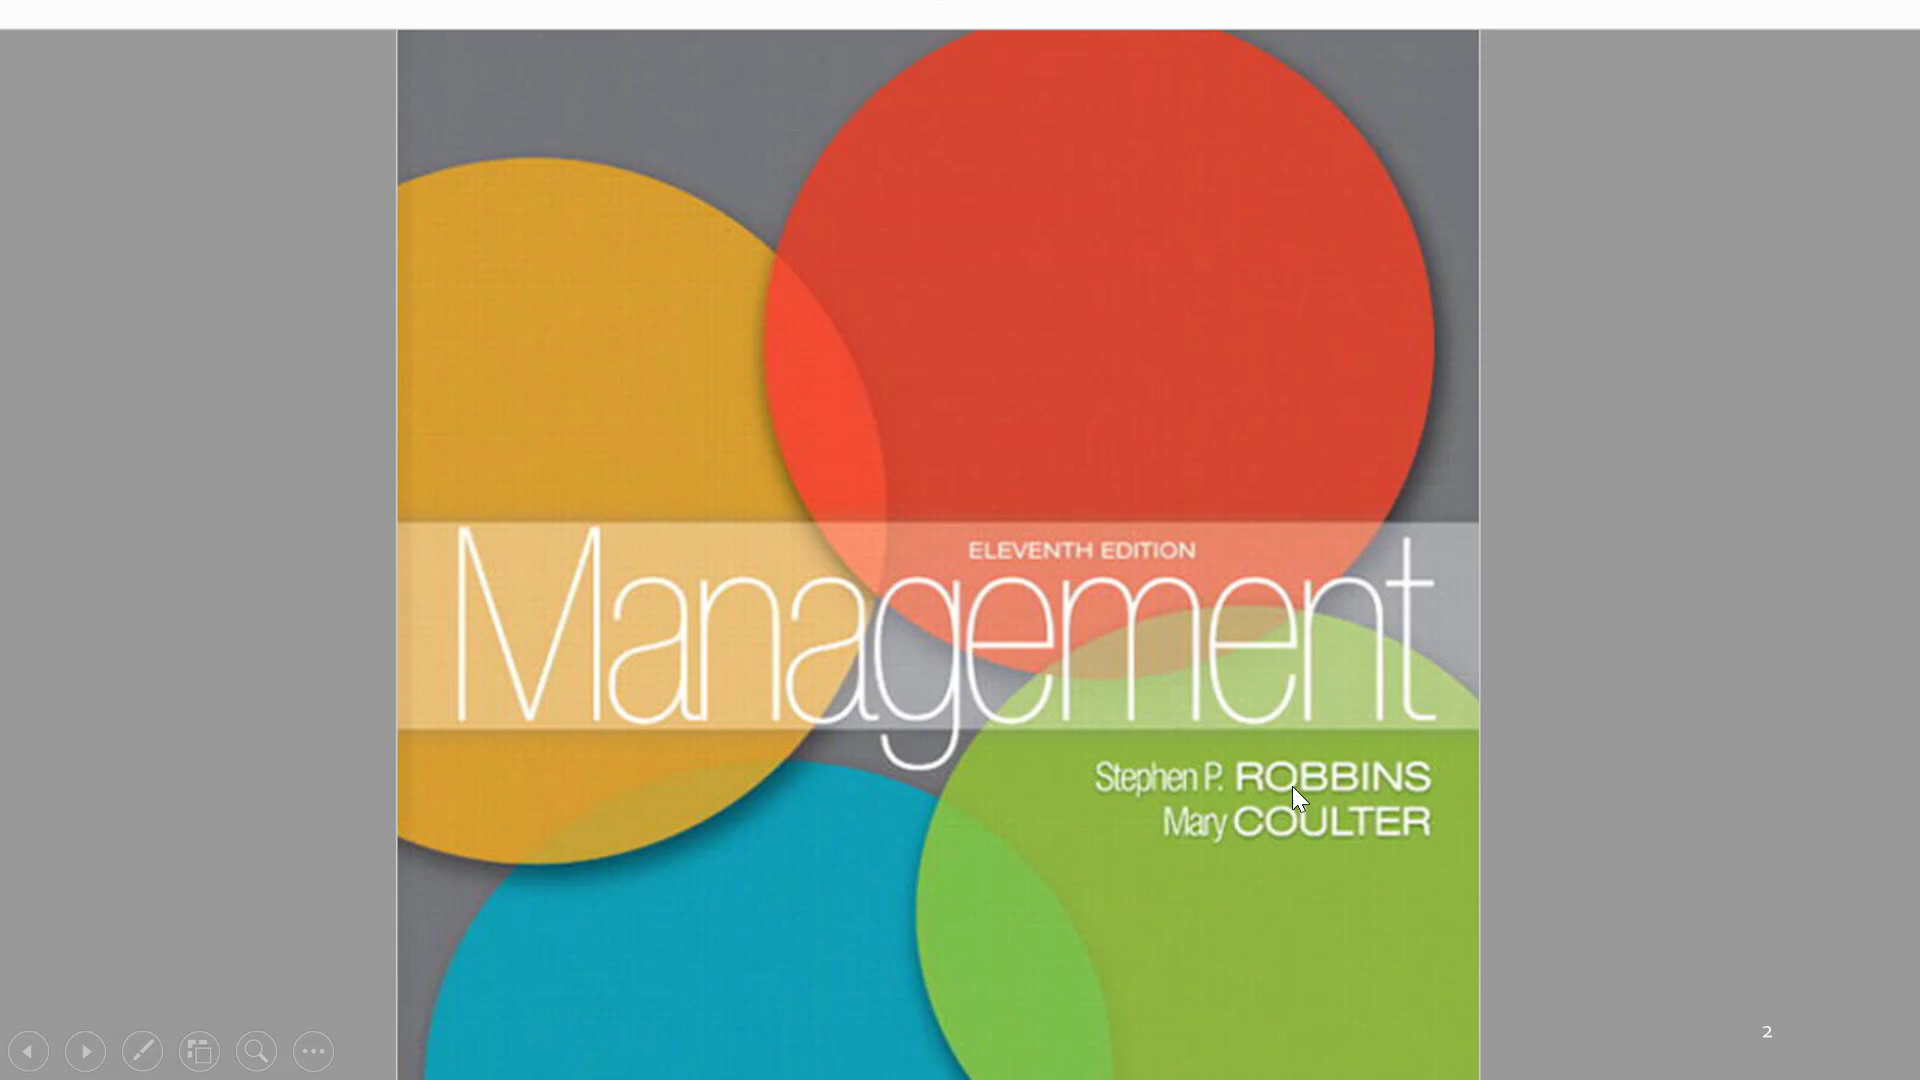 ELEVENTH EDITION
Management
Stephen P. ROBBINS
Mary COULTER
2